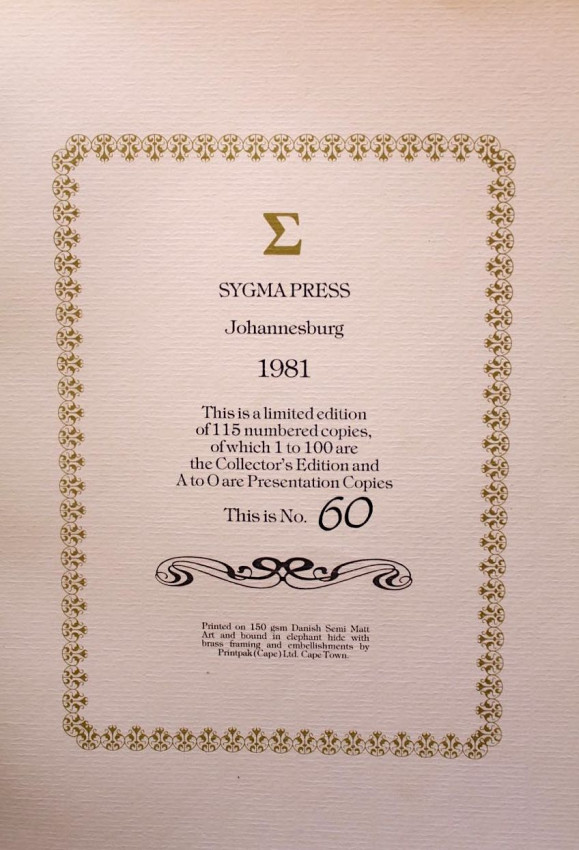 Σ
SYGMA PRESS
Johannesburg
1981
This is a limited edition
of 115 numbered copies,
of which 1 to 100 are
the Collector's Edition and
A to O are Presentation Copies
This is No. 60
Printed on 150 gsm Danish Semi Matt
Art and bound in elephant hide with
brass framing and embellishments by
Printpak (Cape) Ltd. Cape Town.